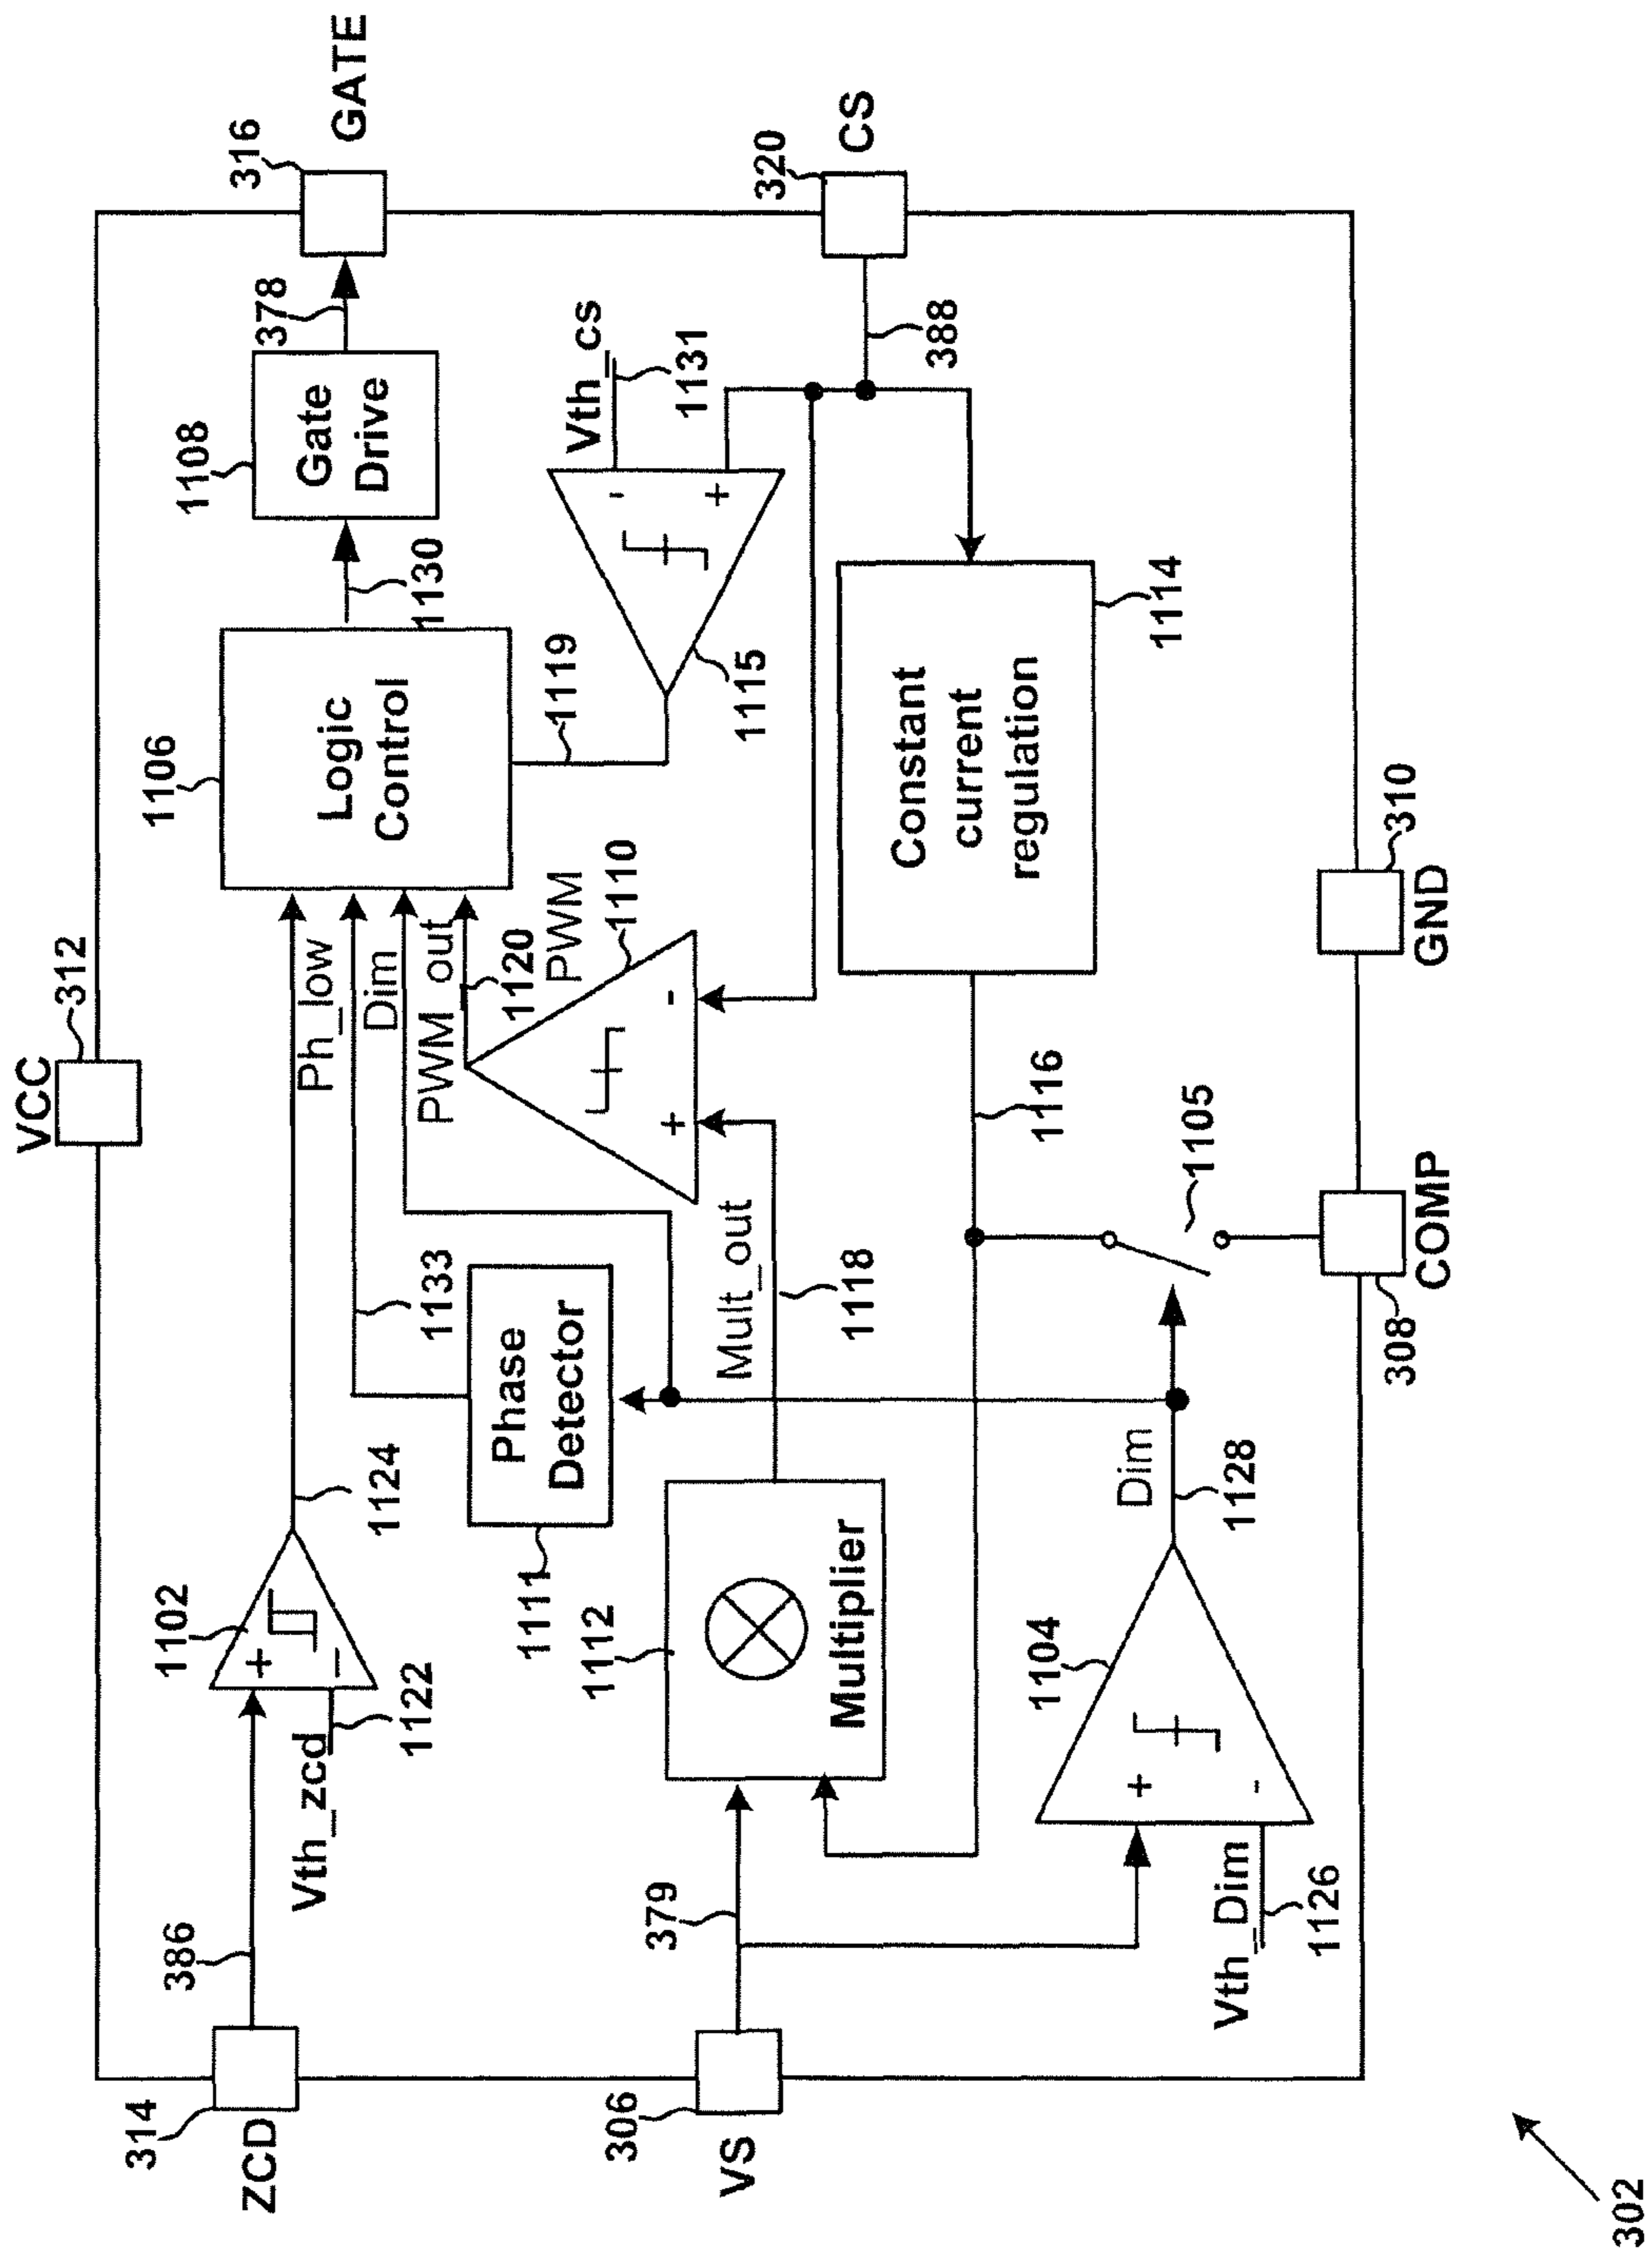 VCC
312
314
ZCD
386
Vth_zcd
1122
+
−
1102
1124
Ph_low
1133
Dim
PWM_out
1120
PWM
1110
+
-
1106
Logic
Control
1130
1108
Gate
Drive
378
316
GATE
1119
1115
-
+
Vth_cs
1131
320
CS
388
1111
Phase
Detector
306
VS
379
1112
Multiplier
Mult_out
1118
1114
Constant
current
regulation
1116
1104
+
-
Vth_Dim
1126
Dim
1128
1105
308
COMP
310
GND
302